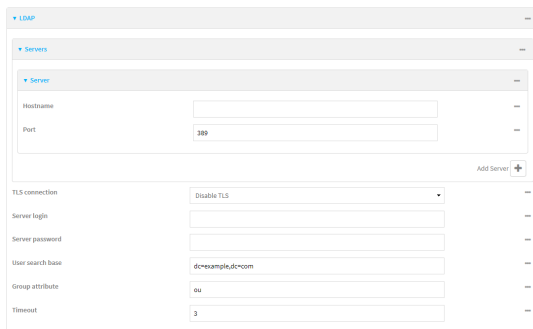 LDAP
Servers
Server
Hostname
Port 389
Add Server
TLS connection Disable TLS
Server login
Server password
User search base dc=example,dc=com
Group attribute ou
Timeout 3